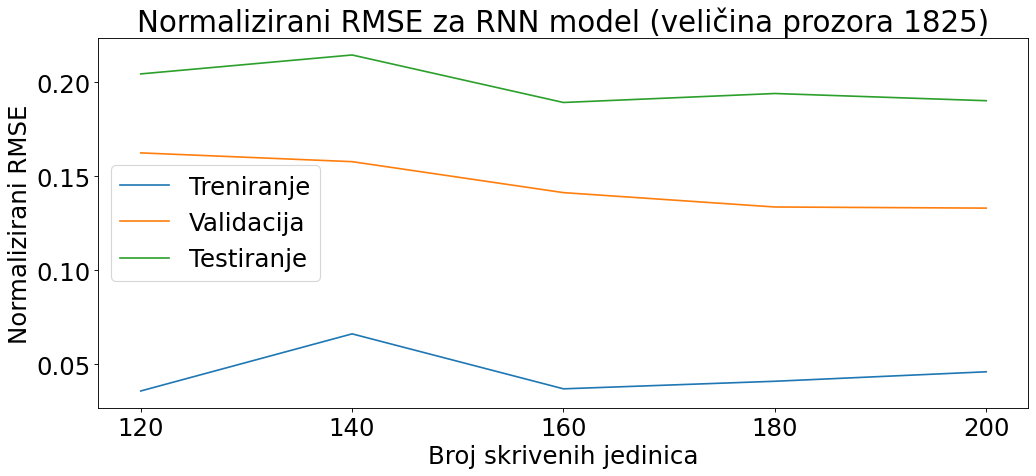 Normalizirani RMSE za RNN model (veličina prozora 1825)
Normalizirani RMSE
0.20
0.15
0.10
0.05
Treniranje
Validacija
Testiranje
120 140 160 180 200
Broj skrivenih jedinica